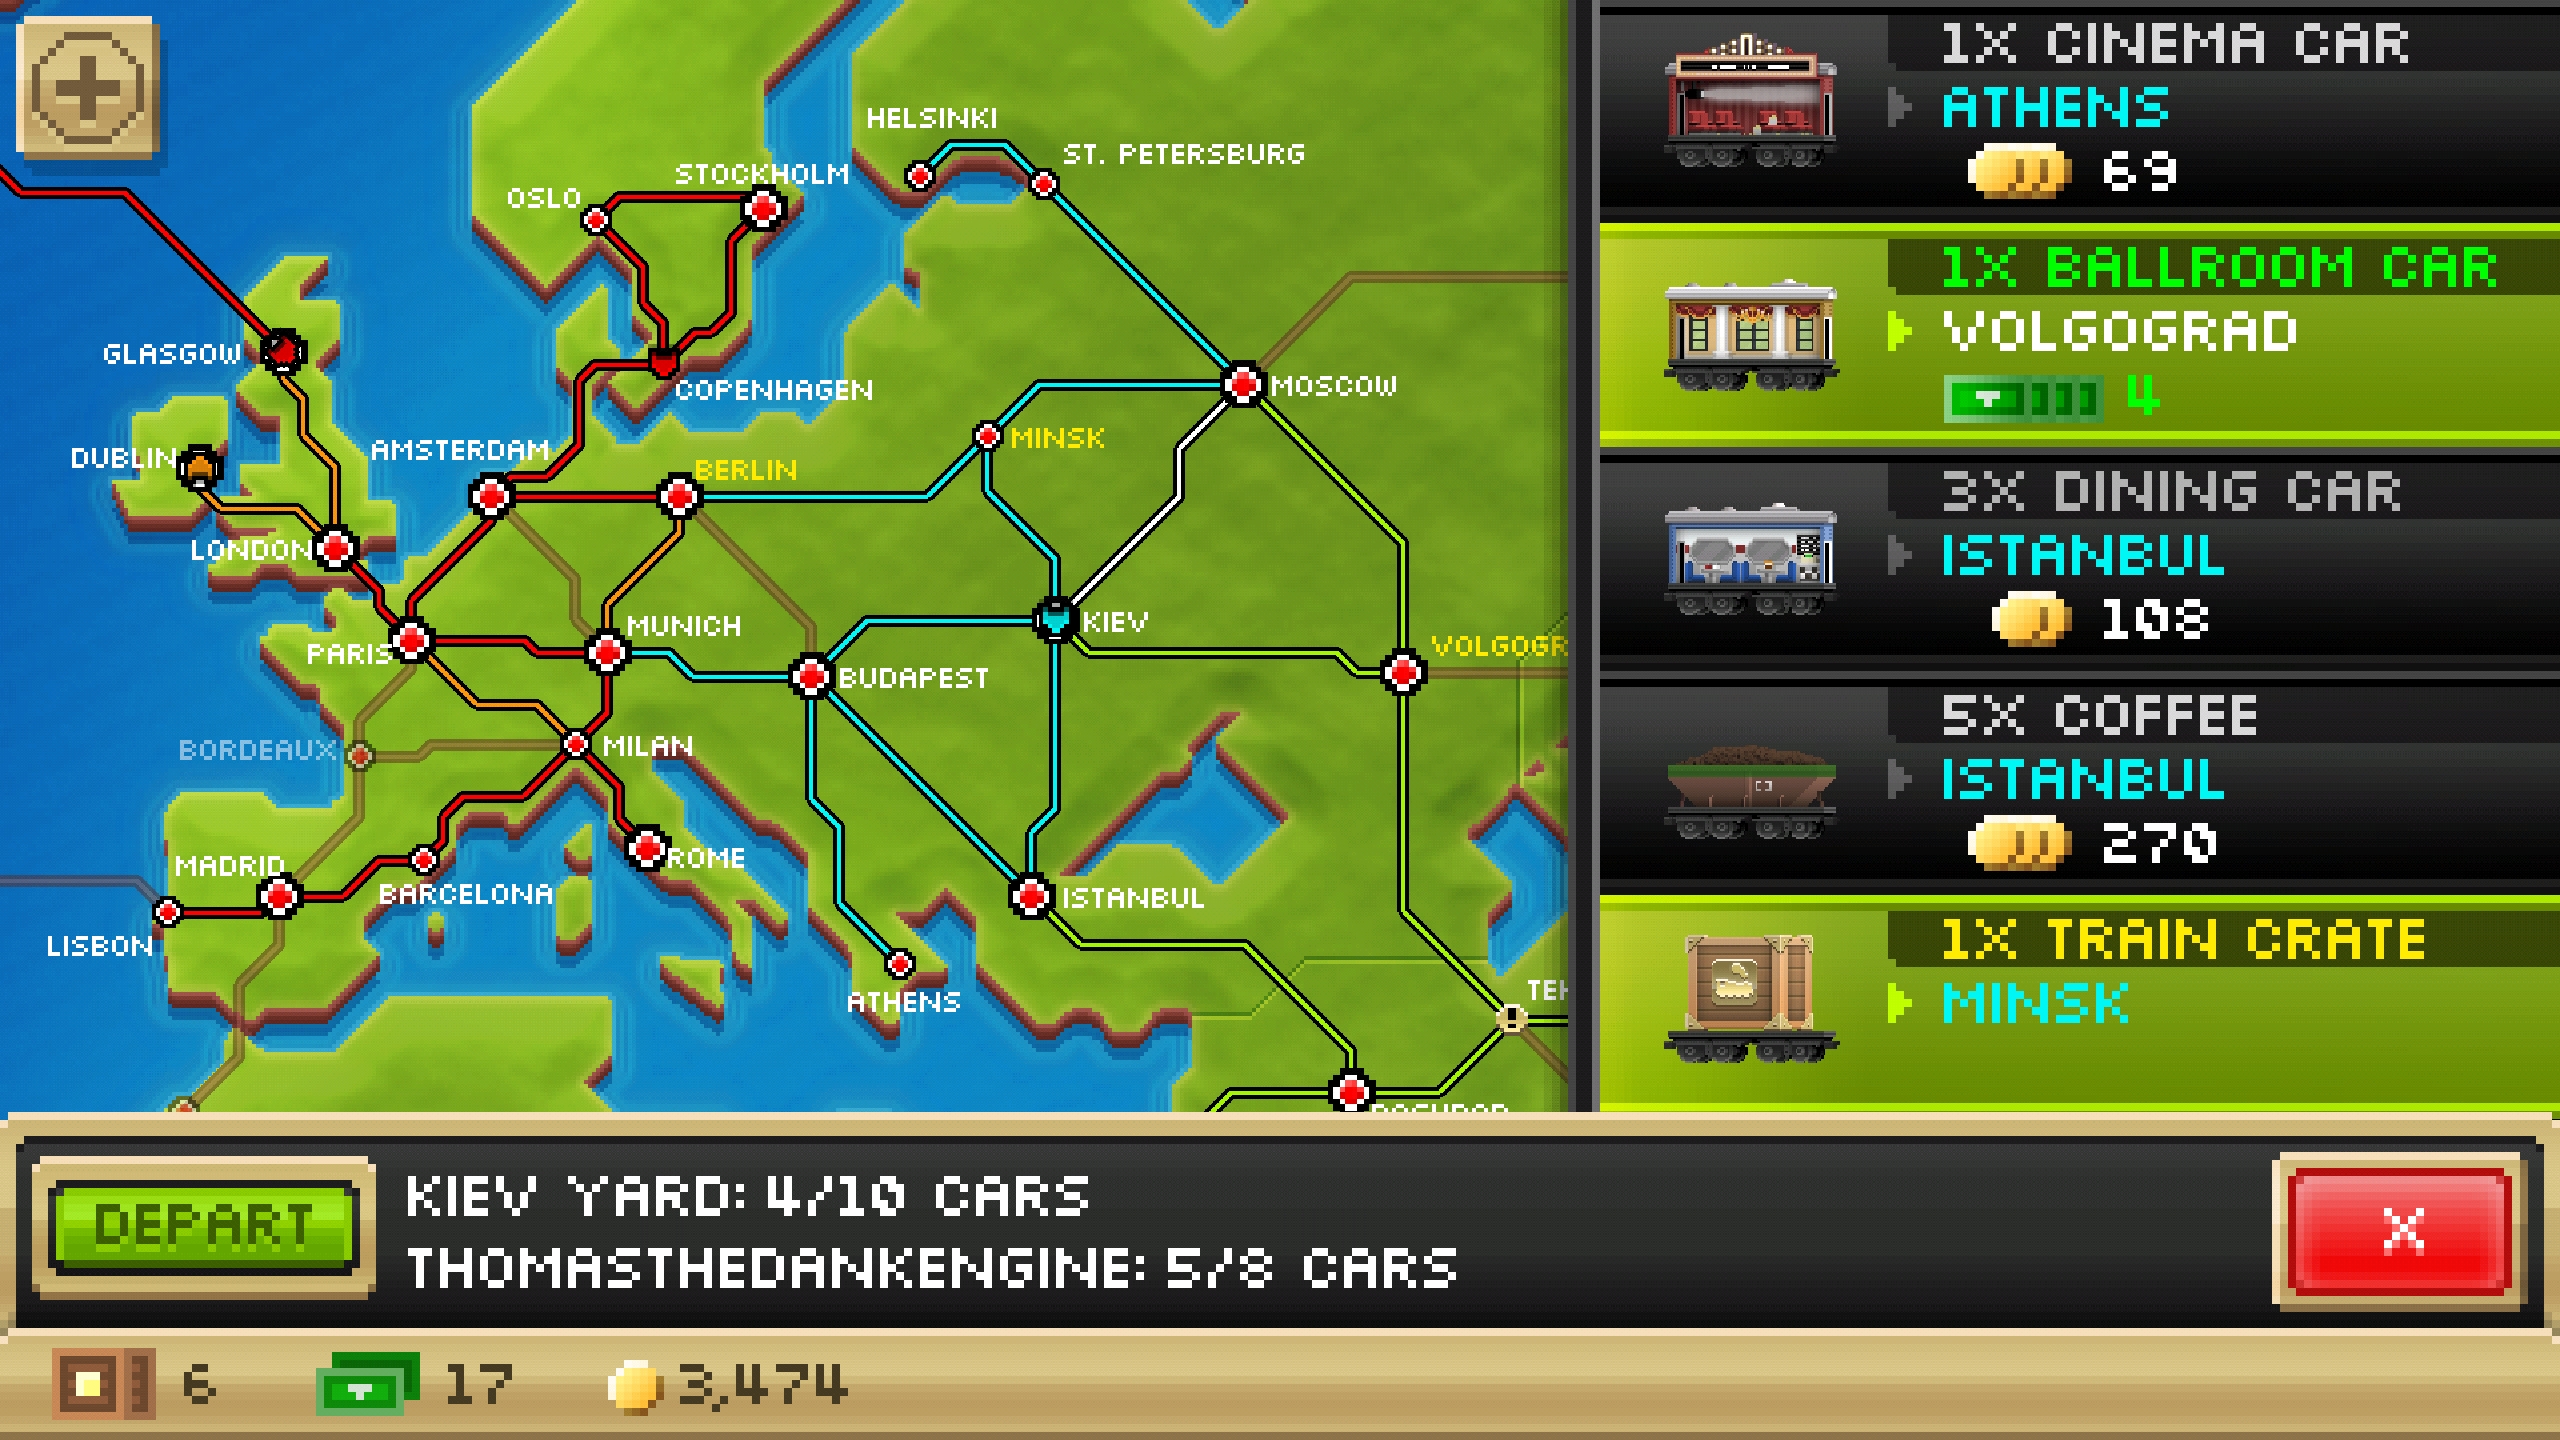 HELSINKI
ST. PETERSBURG
STOCKHOLM
OSLO
GLASGOW
COPENHAGEN
MOSCOW
DUBLIN
AMSTERDAM
MINSK
BERLIN
LONDON
PARIS
MUNICH
KIEV
BUDAPEST
VOLGOGR
BORDEAUX
MILAN
MADRID
BARCELONA
ROME
ISTANBUL
LISBON
ATHENS
TEH
1X CINEMA CAR
ATHENS
69
1X BALLROOM CAR
VOLGOGRAD
4
3X DINING CAR
ISTANBUL
108
5X COFFEE
ISTANBUL
270
1X TRAIN CRATE
MINSK
DEPART
KIEV YARD: 4/10 CARS
THOMASTHEDANKENGINE: 5/8 CARS
X
6
17
3,474